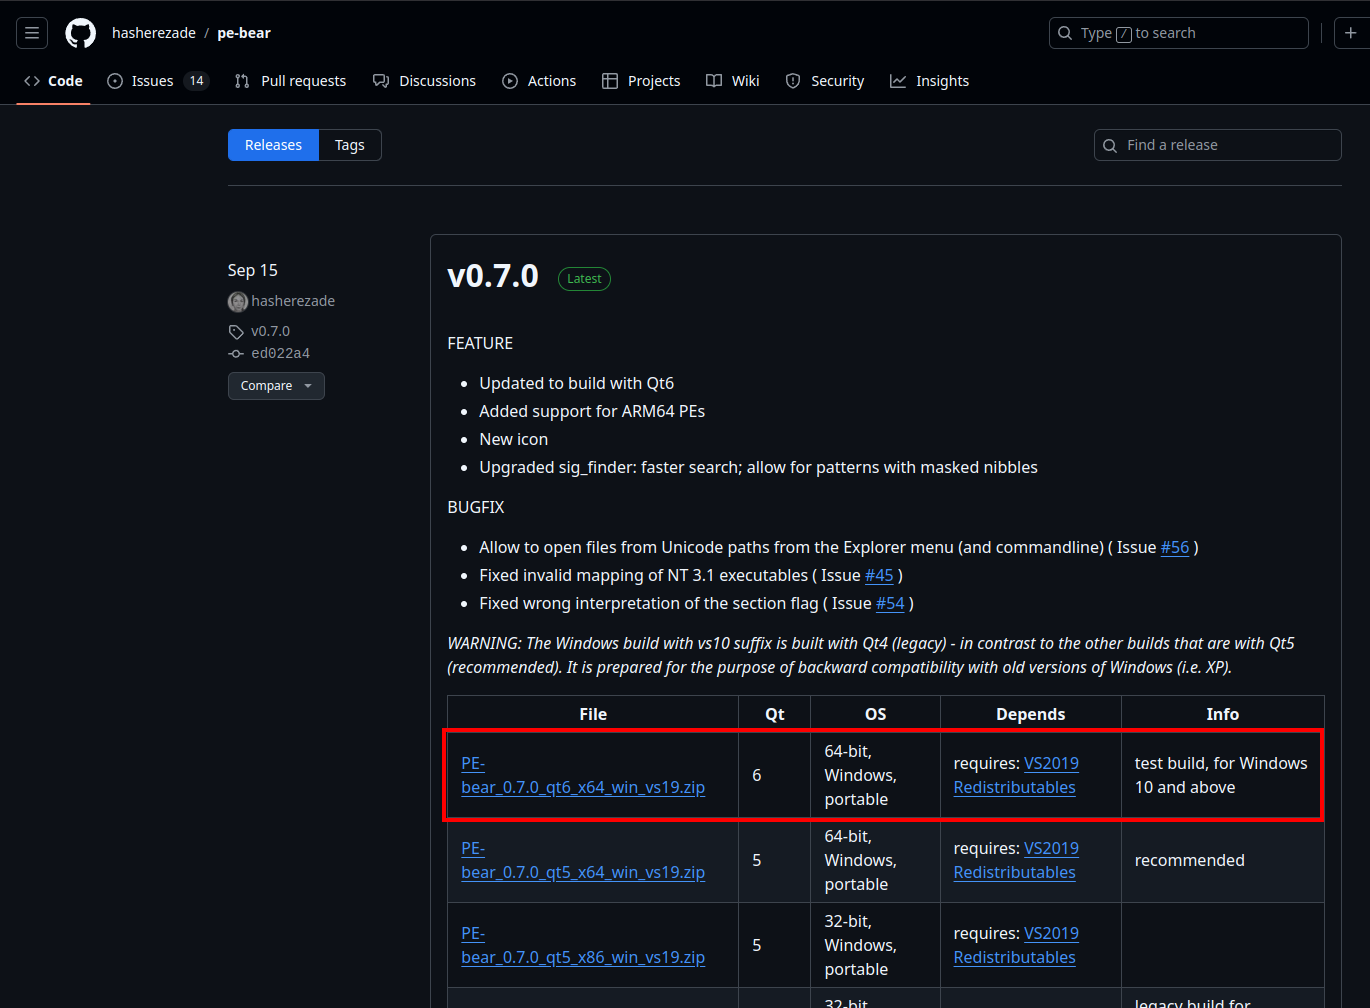 hasherezade / pe-bear
Type / to search
Code
Issues 14
Pull requests
Discussions
Actions
Projects
Wiki
Security
Insights
Releases
Tags
Find a release
Sep 15
hasherezade
v0.7.0
ed022a4
Compare
v0.7.0 Latest
FEATURE
• Updated to build with Qt6
• Added support for ARM64 PEs
• New icon
• Upgraded sig_finder: faster search; allow for patterns with masked nibbles
BUGFIX
• Allow to open files from Unicode paths from the Explorer menu (and commandline) ( Issue #56 )
• Fixed invalid mapping of NT 3.1 executables ( Issue #45 )
• Fixed wrong interpretation of the section flag ( Issue #54 )
WARNING: The Windows build with vs10 suffix is built with Qt4 (legacy) - in contrast to the other builds that are with Qt5
(recommended). It is prepared for the purpose of backward compatibility with old versions of Windows (i.e. XP).
File Qt OS Depends Info
PE-
bear_0.7.0_qt6_x64_win_vs19.zip
6
64-bit,
Windows,
portable
requires: VS2019
Redistributables
test build, for Windows
10 and above
PE-
bear_0.7.0_qt5_x64_win_vs19.zip
5
64-bit,
Windows,
portable
requires: VS2019
Redistributables
recommended
PE-
bear_0.7.0_qt5_x86_win_vs19.zip
5
32-bit,
Windows,
portable
requires: VS2019
Redistributables
32-bit
legacy build for